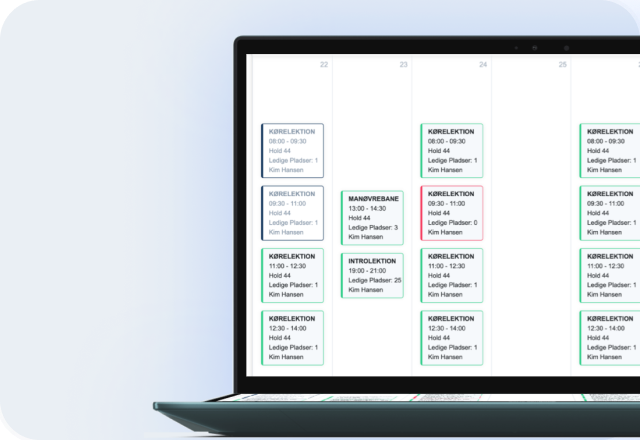 22
23
24
25
KØRELEKTION
08:00 - 09:30
Hold 44
Ledige Pladser: 1
Kim Hansen
KØRELEKTION
09:30 - 11:00
Hold 44
Ledige Pladser: 1
Kim Hansen
KØRELEKTION
11:00 - 12:30
Hold 44
Ledige Pladser: 1
Kim Hansen
KØRELEKTION
12:30 - 14:00
Hold 44
Ledige Pladser: 1
Kim Hansen
MANØVREBANE
13:00 - 14:30
Hold 44
Ledige Pladser: 3
Kim Hansen
INTROLEKTION
19:00 - 21:00
Hold 44
Ledige Pladser: 25
Kim Hansen
KØRELEKTION
08:00 - 09:30
Hold 44
Ledige Pladser: 1
Kim Hansen
KØRELEKTION
09:30 - 11:00
Hold 44
Ledige Pladser: 0
Kim Hansen
KØRELEKTION
11:00 - 12:30
Hold 44
Ledige Pladser: 1
Kim Hansen
KØRELEKTION
12:30 - 14:00
Hold 44
Ledige Pladser: 1
Kim Hansen
KØRELEKTION
08:00 - 09:30
Hold 44
Ledige Pladser: 1
Kim Hansen
KØRELEKTION
09:30 - 11:00
Hold 44
Ledige Pladser: 1
Kim Hansen
KØRELEKTION
11:00 - 12:30
Hold 44
Ledige Pladser: 1
Kim Hansen
KØRELEKTION
12:30 - 14:00
Hold 44
Ledige Pladser: 1
Kim Hansen